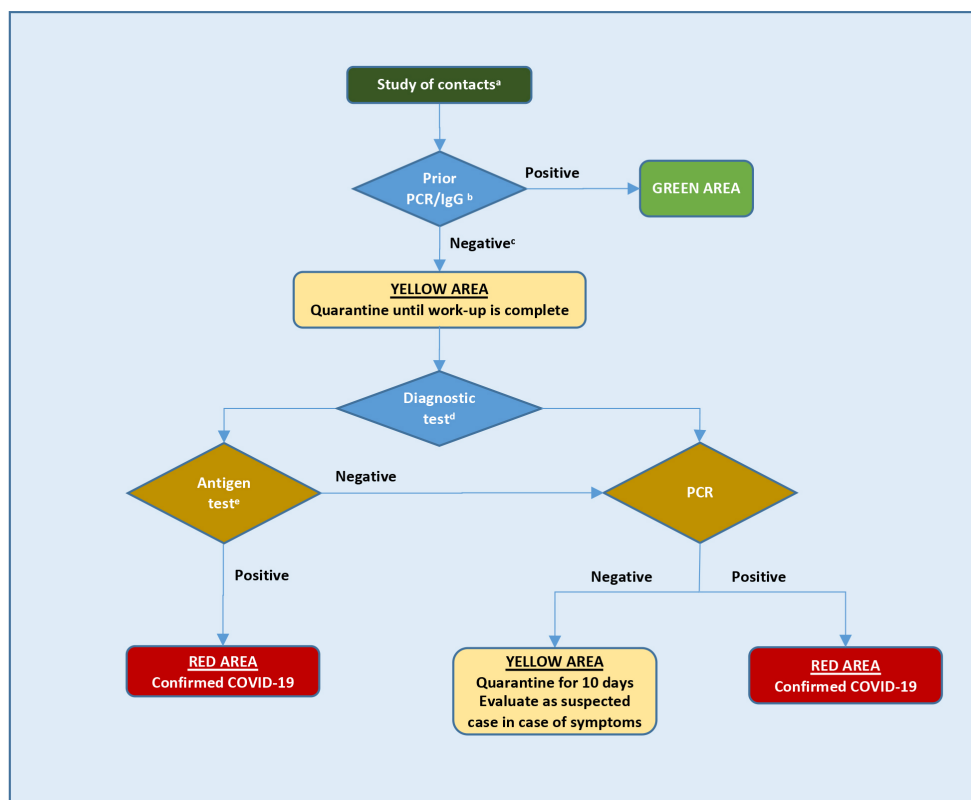 Study of contactsᵃ
Prior
PCR/IgG ᵇ
Positive
GREEN AREA
Negativeᶜ
YELLOW AREA
Quarantine until work-up is complete
Diagnostic
testᵈ
Antigen
testᵉ
Negative
PCR
Positive
Negative
Positive
RED AREA
Confirmed COVID-19
YELLOW AREA
Quarantine for 10 days
Evaluate as suspected
case in case of symptoms
RED AREA
Confirmed COVID-19